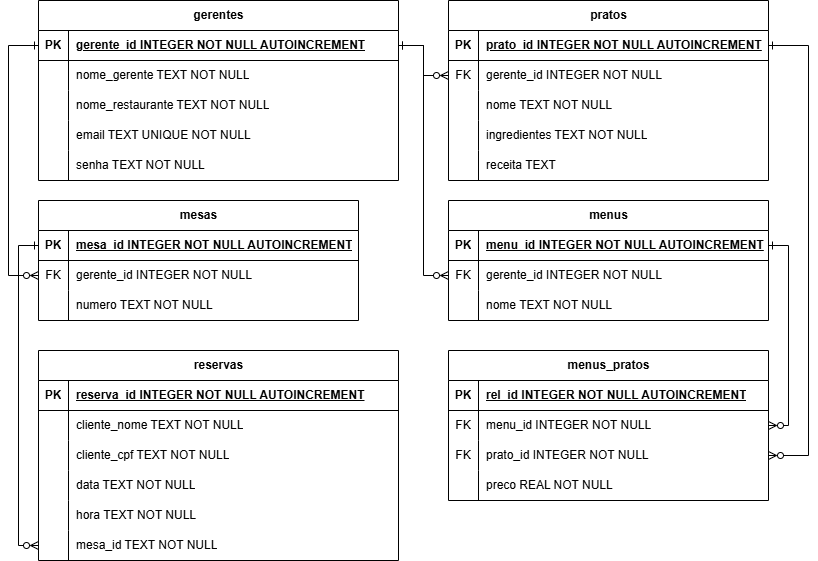 gerentes
PK gerente_id INTEGER NOT NULL AUTOINCREMENT
nome_gerente TEXT NOT NULL
nome_restaurante TEXT NOT NULL
email TEXT UNIQUE NOT NULL
senha TEXT NOT NULL
pratos
PK prato_id INTEGER NOT NULL AUTOINCREMENT
FK gerente_id INTEGER NOT NULL
nome TEXT NOT NULL
ingredientes TEXT NOT NULL
receita TEXT
mesas
PK mesa_id INTEGER NOT NULL AUTOINCREMENT
FK gerente_id INTEGER NOT NULL
numero TEXT NOT NULL
menus
PK menu_id INTEGER NOT NULL AUTOINCREMENT
FK gerente_id INTEGER NOT NULL
nome TEXT NOT NULL
reservas
PK reserva_id INTEGER NOT NULL AUTOINCREMENT
cliente_nome TEXT NOT NULL
cliente_cpf TEXT NOT NULL
data TEXT NOT NULL
hora TEXT NOT NULL
mesa_id TEXT NOT NULL
menus_pratos
PK rel_id INTEGER NOT NULL AUTOINCREMENT
FK menu_id INTEGER NOT NULL
FK prato_id INTEGER NOT NULL
preco REAL NOT NULL